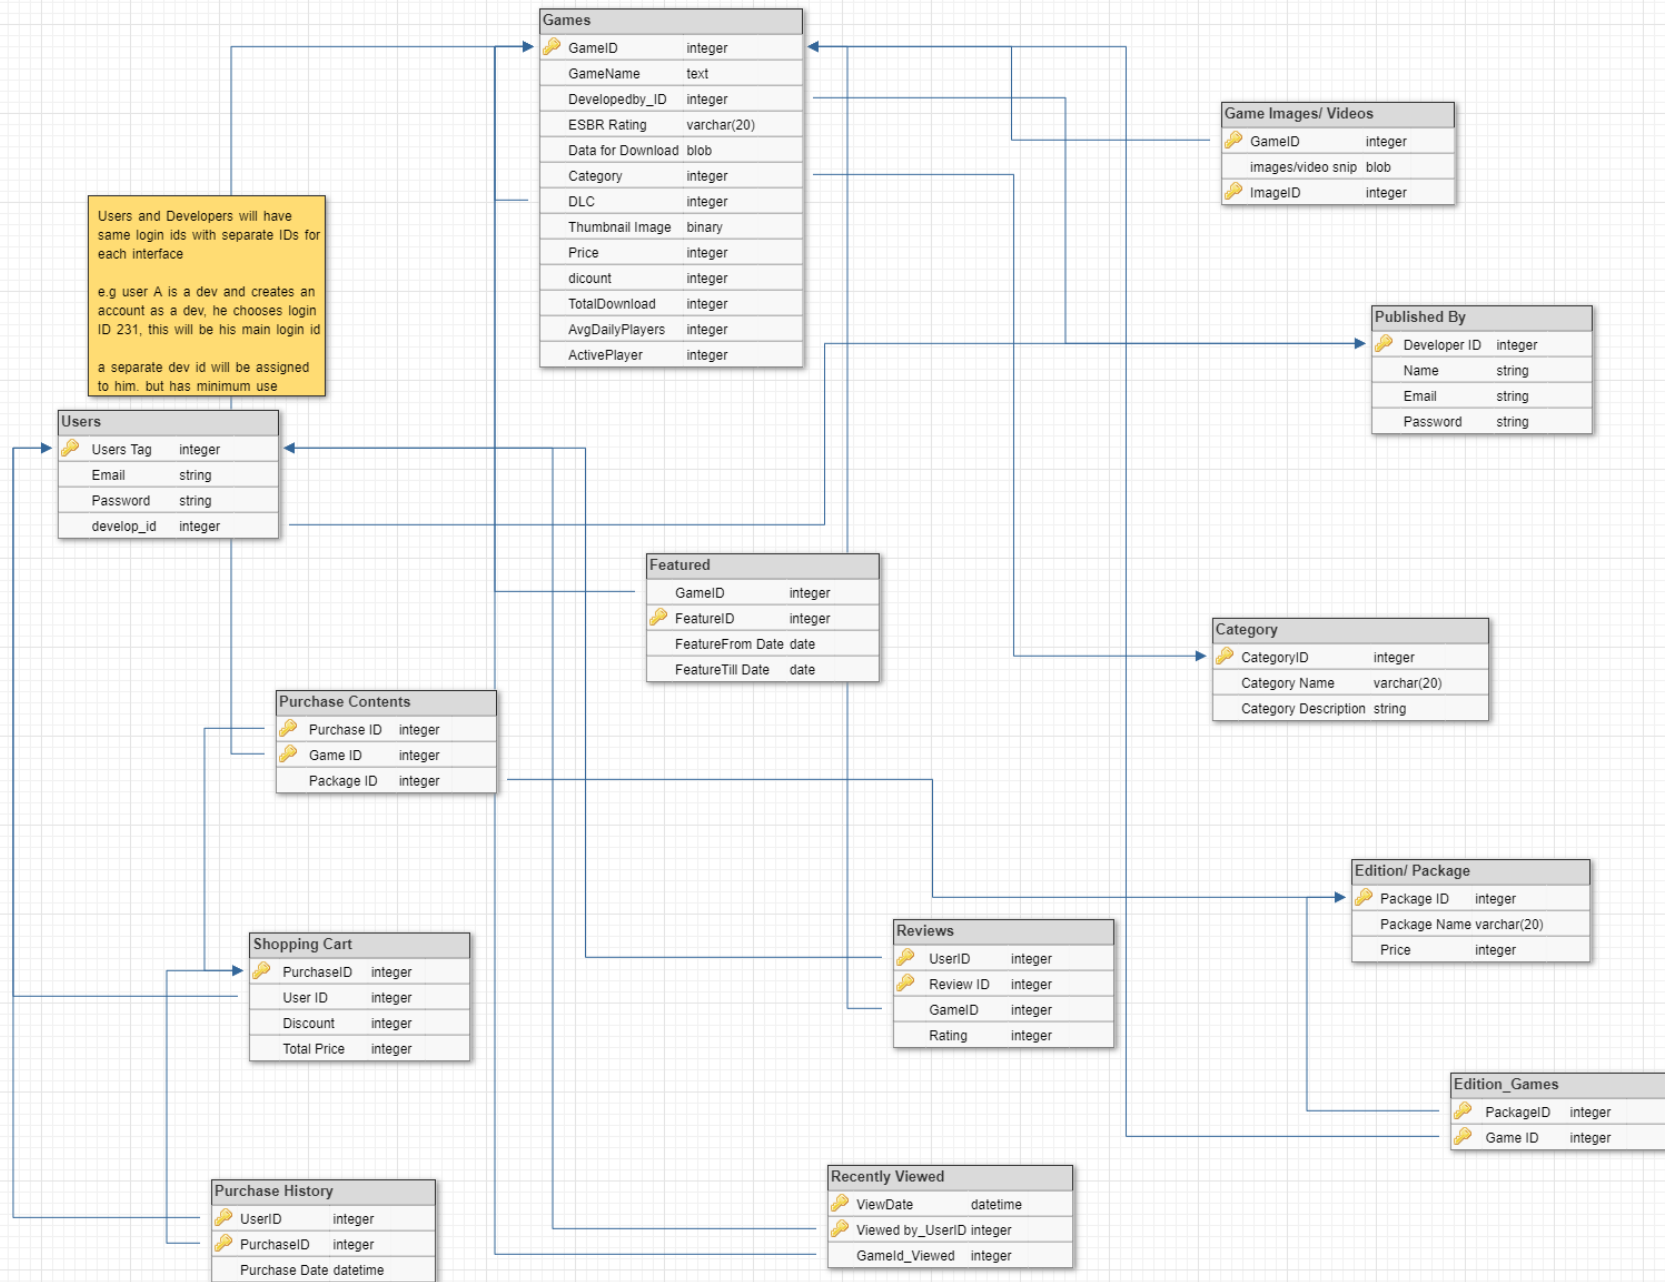 Games
GameID integer
GameName text
Developedby_ID integer
ESBR Rating varchar(20)
Data for Download blob
Category integer
DLC integer
Thumbnail Image binary
Price integer
dicount integer
TotalDownload integer
AvgDailyPlayers integer
ActivePlayer integer
Game Images/ Videos
GameID integer
images/video snip blob
ImageID integer
Users and Developers will have
same login ids with separate IDs for
each interface
e.g user A is a dev and creates an
account as a dev, he chooses login
ID 231, this will be his main login id
a separate dev id will be assigned
to him. but has minimum use
Published By
Developer ID integer
Name string
Email string
Password string
Users
Users Tag integer
Email string
Password string
develop_id integer
Featured
GameID integer
FeatureID integer
FeatureFrom Date date
FeatureTill Date date
Category
CategoryID integer
Category Name varchar(20)
Category Description string
Purchase Contents
Purchase ID integer
Game ID integer
Package ID integer
Edition/ Package
Package ID integer
Package Name varchar(20)
Price integer
Shopping Cart
PurchaseID integer
User ID integer
Discount integer
Total Price integer
Reviews
UserID integer
Review ID integer
GameID integer
Rating integer
Edition_Games
PackageID integer
Game ID integer
Purchase History
UserID integer
PurchaseID integer
Purchase Date datetime
Recently Viewed
ViewDate datetime
Viewed by_UserID integer
GameId_Viewed integer